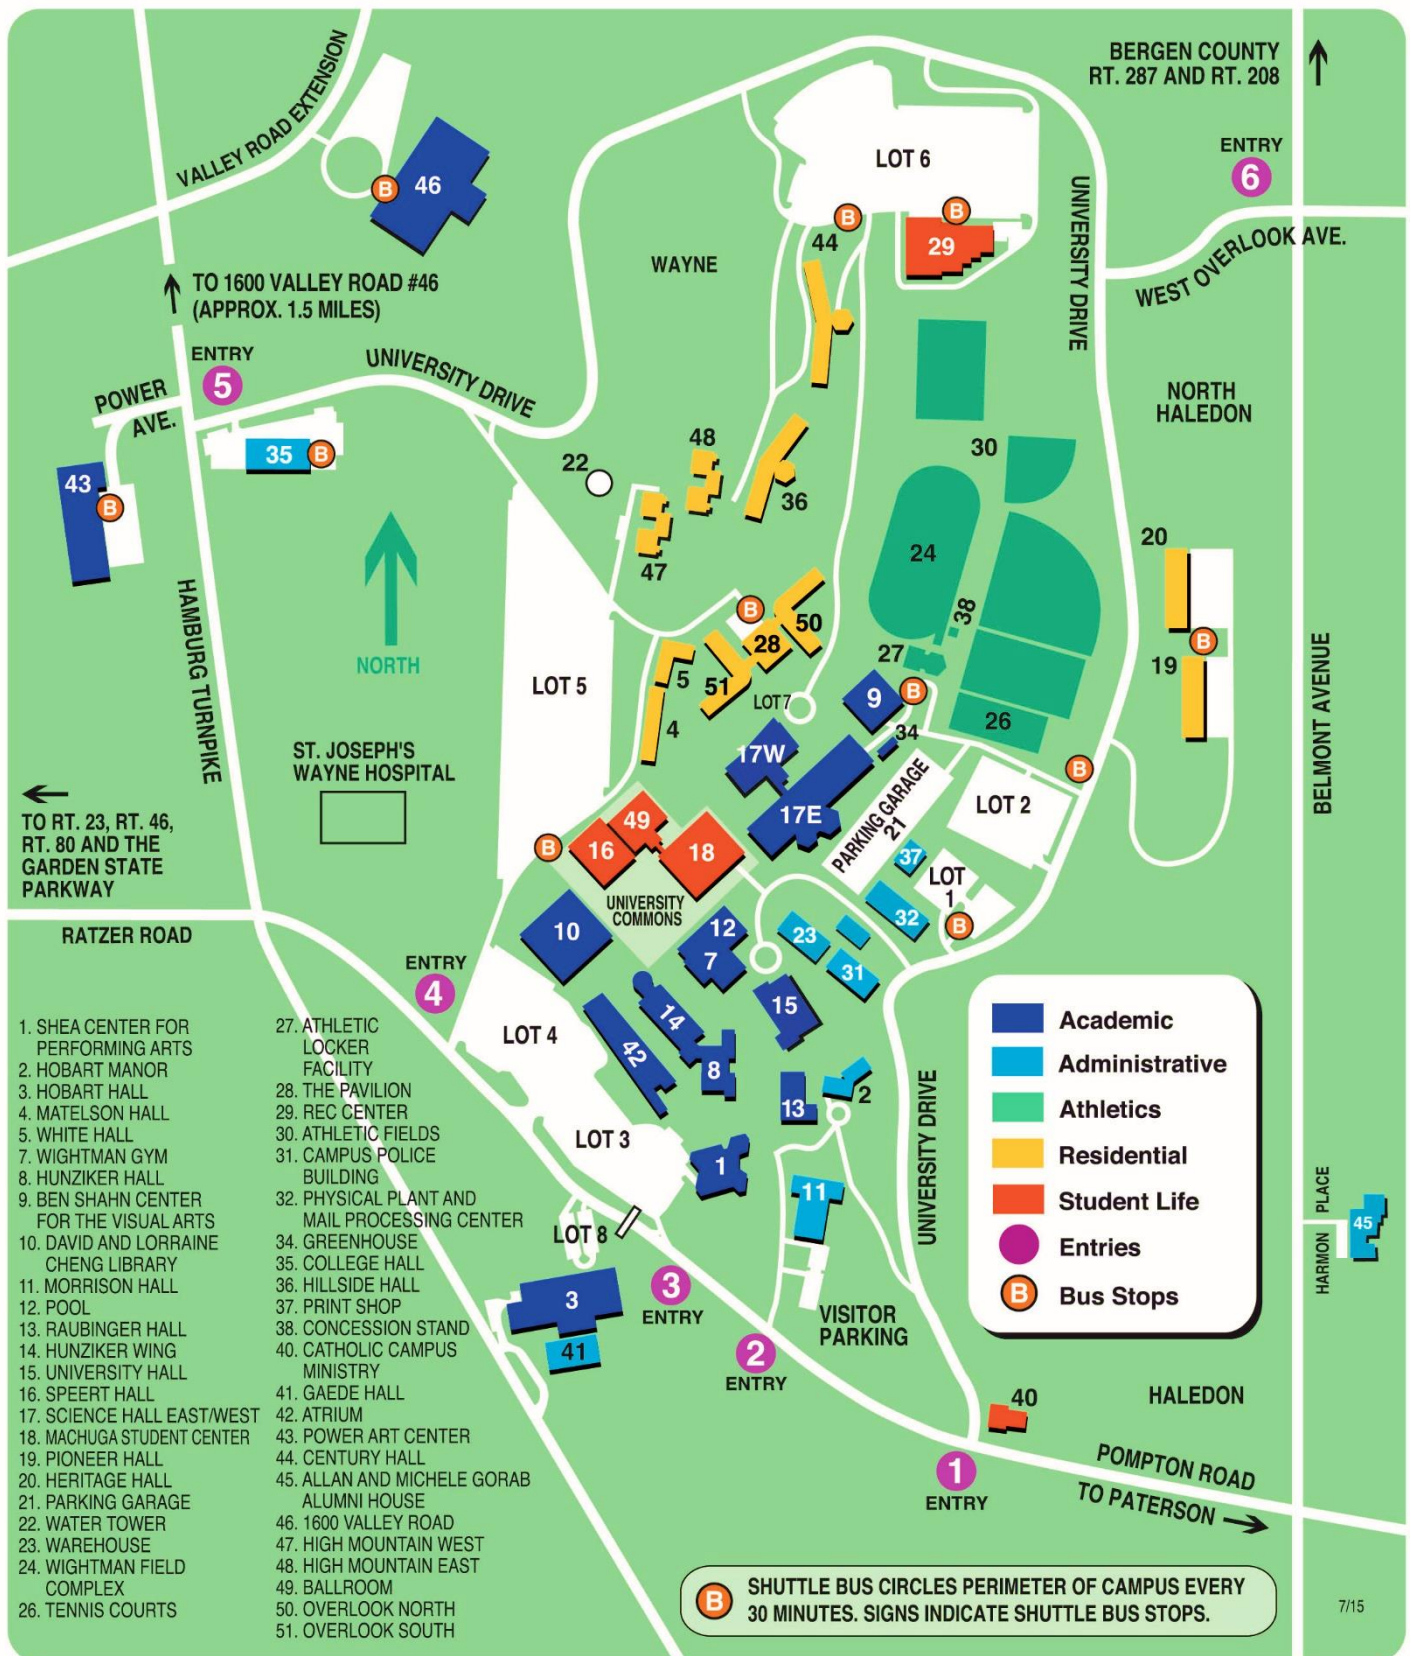 BERGEN COUNTY
RT. 287 AND RT. 208
ENTRY
6
VALLEY ROAD EXTENSION
B
46
LOT 6
B
B
44
29
UNIVERSITY DRIVE
WEST OVERLOOK AVE.
WAYNE
TO 1600 VALLEY ROAD #46
(APPROX. 1.5 MILES)
ENTRY
5
UNIVERSITY DRIVE
POWER
AVE.
35
B
43
B
NORTH
HALEDON
48
22
36
47
30
24
20
38
B
19
HAMBURG TURNPIKE
NORTH
B
50
28
5
51
4
LOT 5
LOT 7
27
9
B
34
26
B
BELMONT AVENUE
ST. JOSEPH'S
WAYNE HOSPITAL
17W
17E
PARKING GARAGE
21
LOT 2
TO RT. 23, RT. 46,
RT. 80 AND THE
GARDEN STATE
PARKWAY
B
49
16
18
37
LOT
1
UNIVERSITY
COMMONS
32
B
RATZER ROAD
10
12
7
23
31
ENTRY
4
15
14
LOT 4
42
8
13
2
UNIVERSITY DRIVE
LOT 3
1
11
LOT 8
3
ENTRY
3
41
2
ENTRY
VISITOR
PARKING
Academic
Administrative
Athletics
Residential
Student Life
Entries
B
Bus Stops
HARMON PLACE
45
40
HALEDON
1
ENTRY
POMPTON ROAD
TO PATERSON
1. SHEA CENTER FOR
PERFORMING ARTS
2. HOBART MANOR
3. HOBART HALL
4. MATELSON HALL
5. WHITE HALL
7. WIGHTMAN GYM
8. HUNZIKER HALL
9. BEN SHAHN CENTER
FOR THE VISUAL ARTS
10. DAVID AND LORRAINE
CHENG LIBRARY
11. MORRISON HALL
12. POOL
13. RAUBINGER HALL
14. HUNZIKER WING
15. UNIVERSITY HALL
16. SPEERT HALL
17. SCIENCE HALL EAST/WEST
18. MACHUGA STUDENT CENTER
19. PIONEER HALL
20. HERITAGE HALL
21. PARKING GARAGE
22. WATER TOWER
23. WAREHOUSE
24. WIGHTMAN FIELD
COMPLEX
26. TENNIS COURTS
27. ATHLETIC
LOCKER
FACILITY
28. THE PAVILION
29. REC CENTER
30. ATHLETIC FIELDS
31. CAMPUS POLICE
BUILDING
32. PHYSICAL PLANT AND
MAIL PROCESSING CENTER
34. GREENHOUSE
35. COLLEGE HALL
36. HILLSIDE HALL
37. PRINT SHOP
38. CONCESSION STAND
40. CATHOLIC CAMPUS
MINISTRY
41. GAEDE HALL
42. ATRIUM
43. POWER ART CENTER
44. CENTURY HALL
45. ALLAN AND MICHELE GORAB
ALUMNI HOUSE
46. 1600 VALLEY ROAD
47. HIGH MOUNTAIN WEST
48. HIGH MOUNTAIN EAST
49. BALLROOM
50. OVERLOOK NORTH
51. OVERLOOK SOUTH
B
SHUTTLE BUS CIRCLES PERIMETER OF CAMPUS EVERY
30 MINUTES. SIGNS INDICATE SHUTTLE BUS STOPS.
7/15